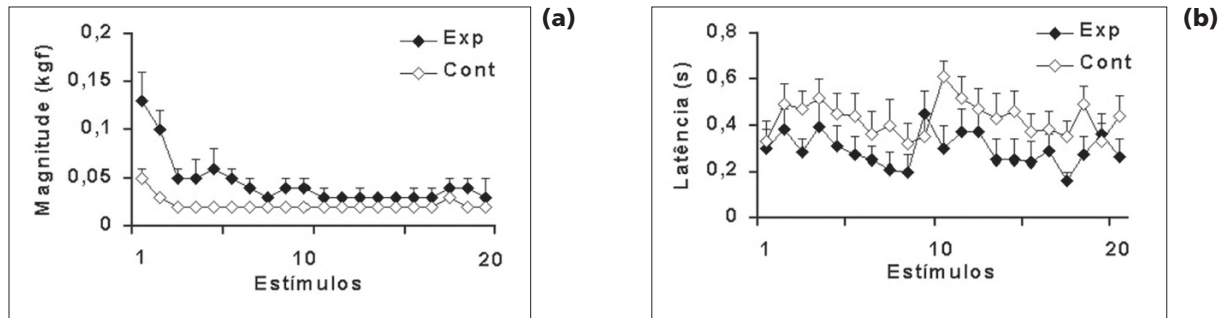 (a)
Magnitude (kgf)
0,2
0,15
0,1
0,05
0
Exp
Cont
1 10 20
Estímulos
(b)
Latência (s)
0,8
0,6
0,4
0,2
0
Exp
Cont
1 10 20
Estímulos